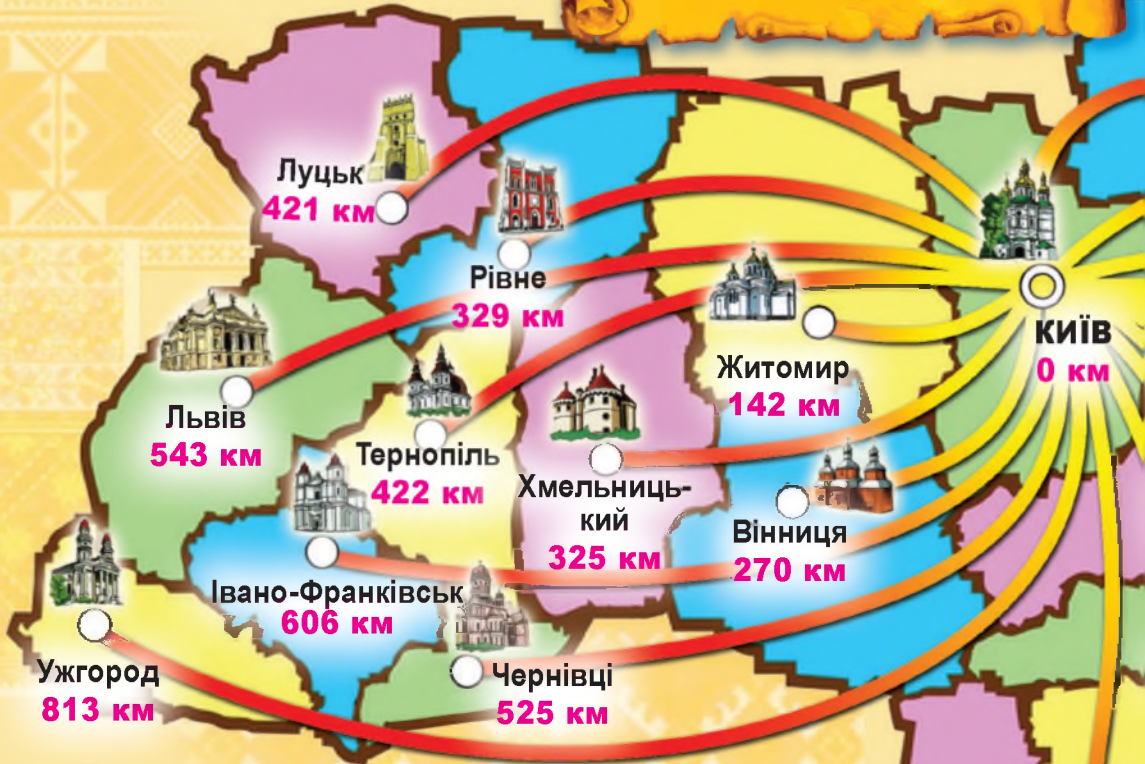 Луцьк
421 км
Рівне
329 км
КИЇВ
0 км
Житомир
142 км
Львів
543 км
Тернопіль
422 км
Хмельниць-
кий
325 км
Вінниця
270 км
Івано-Франківськ
606 км
Ужгород
813 км
Чернівці
525 км